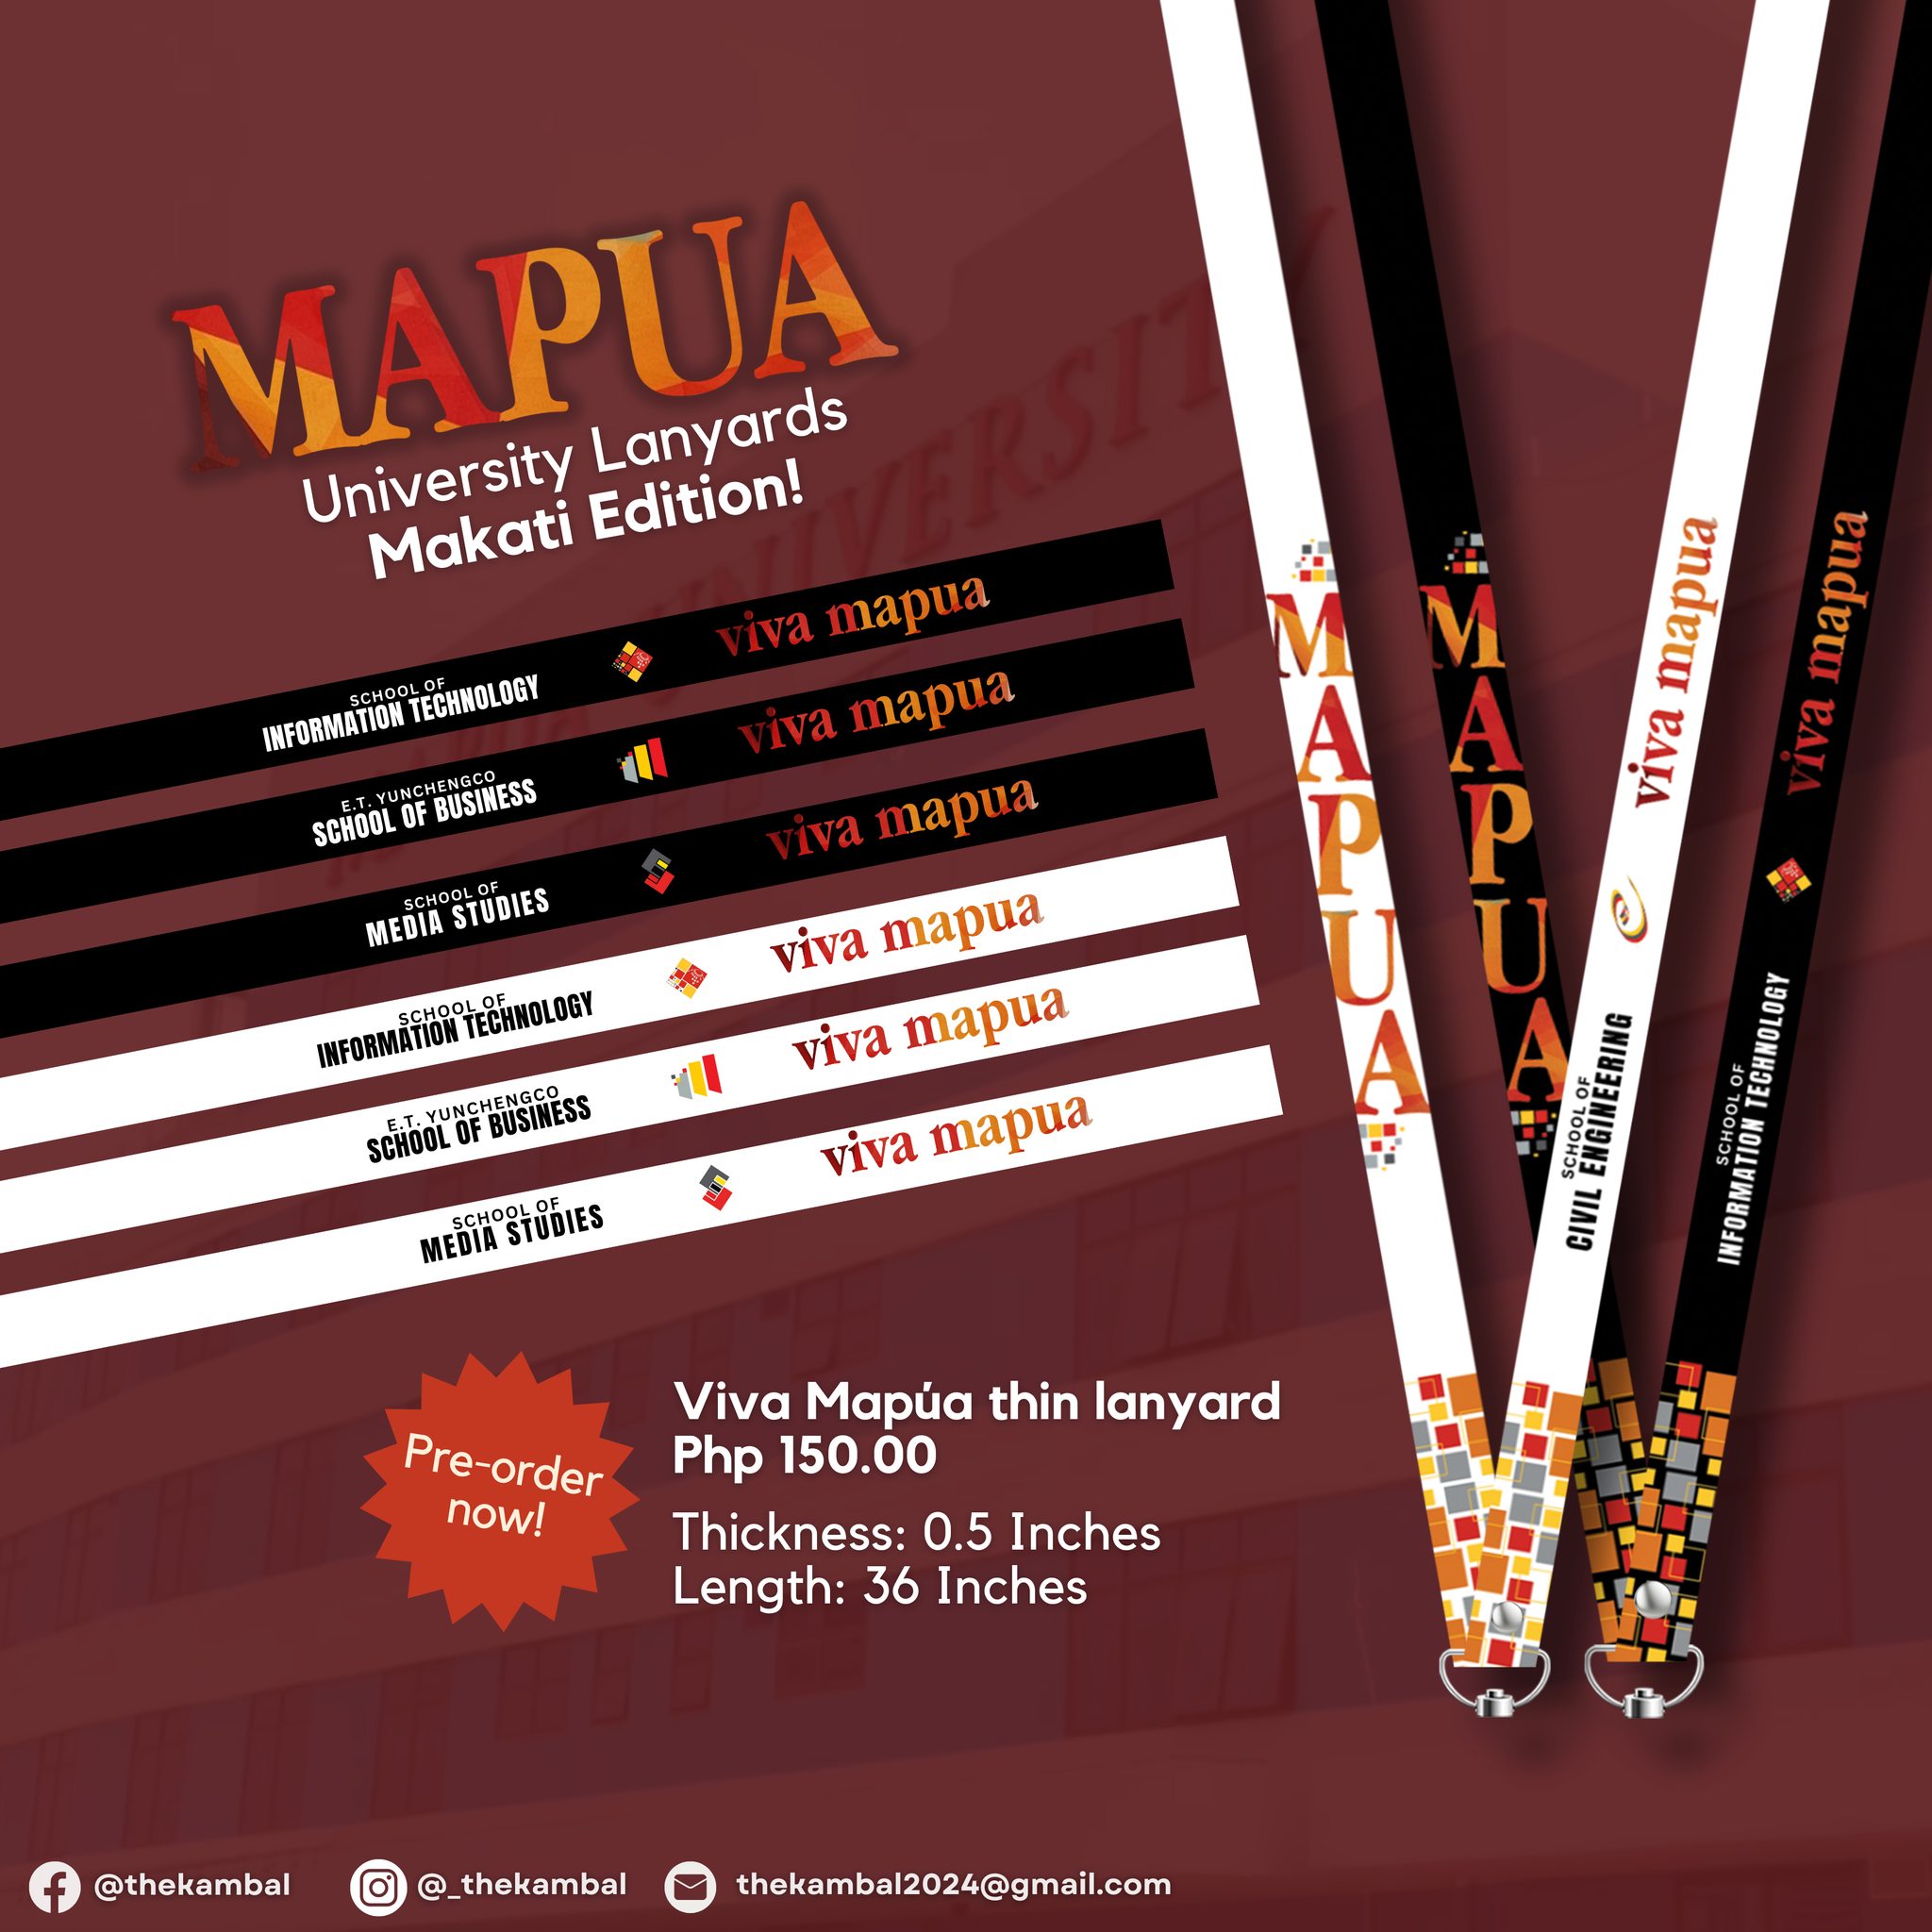 MAPUA
University Lanyards
Makati Edition!
MAPUA UNIVERSITY
SCHOOL OF
INFORMATION TECHNOLOGY
viva mapua
E.T. YUNCHENGCO
SCHOOL OF BUSINESS
viva mapua
SCHOOL OF
MEDIA STUDIES
viva mapua
SCHOOL OF
INFORMATION TECHNOLOGY
viva mapua
E.T. YUNCHENGCO
SCHOOL OF BUSINESS
viva mapua
SCHOOL OF
MEDIA STUDIES
viva mapua
MAPUA
MAPUA
SCHOOL OF
CIVIL ENGINEERING
viva mapua
SCHOOL OF
INFORMATION TECHNOLOGY
viva mapua
Pre-order
now!
Viva Mapúa thin lanyard
Php 150.00
Thickness: 0.5 Inches
Length: 36 Inches
@thekambal
@_thekambal
thekambal2024@gmail.com